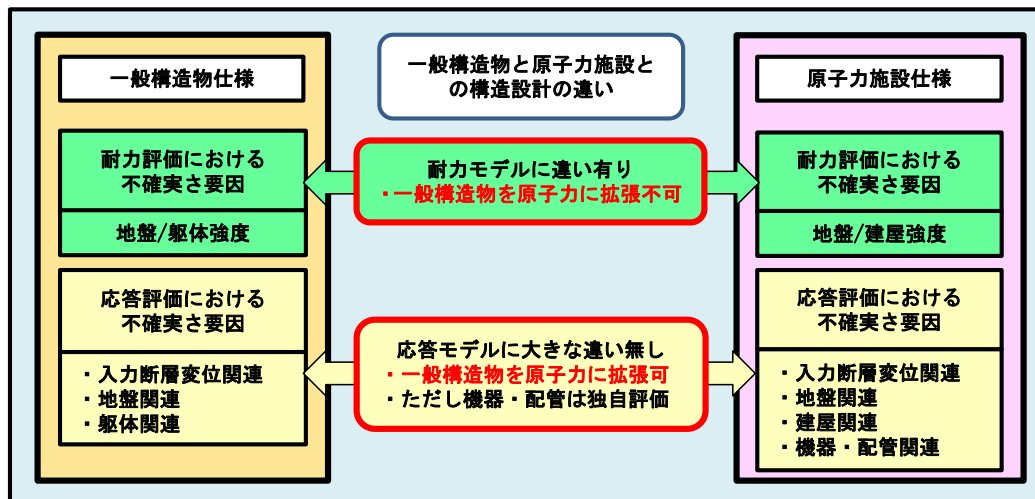 一般構造物と原子力施設と
の構造設計の違い
一般構造物仕様
耐力評価における
不確実さ要因
地盤/躯体強度
応答評価における
不確実さ要因
・入力断層変位関連
・地盤関連
・躯体関連
耐力モデルに違い有り
・一般構造物を原子力に拡張不可
応答モデルに大きな違い無し
・一般構造物を原子力に拡張可
・ただし機器・配管は独自評価
原子力施設仕様
耐力評価における
不確実さ要因
地盤/建屋強度
応答評価における
不確実さ要因
・入力断層変位関連
・地盤関連
・建屋関連
・機器・配管関連